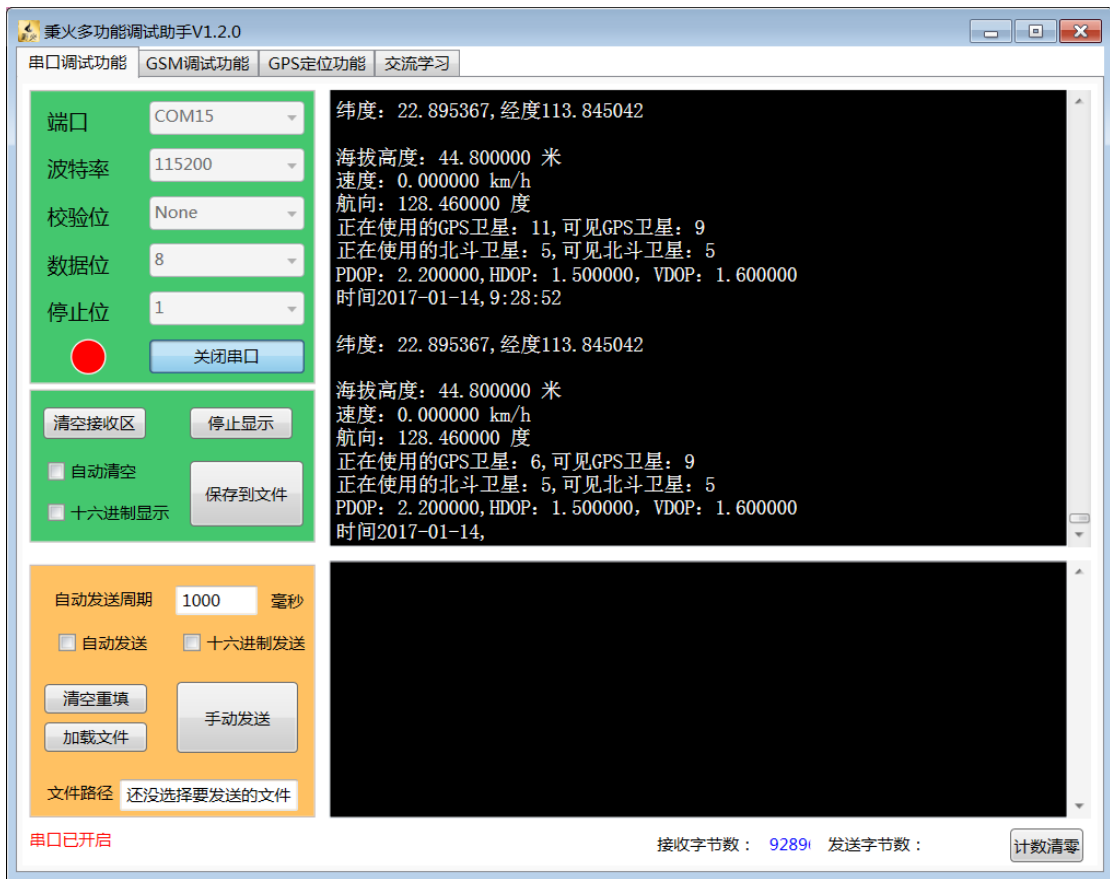 秉火多功能调试助手V1.2.0
串口调试功能 GSM调试功能 GPS定位功能 交流学习
端口 COM15
波特率 115200
校验位 None
数据位 8
停止位 1
关闭串口
清空接收区 停止显示
自动清空
保存到文件
十六进制显示
纬度：22.895367,经度113.845042
海拔高度：44.800000 米
速度：0.000000 km/h
航向：128.460000 度
正在使用的GPS卫星：11,可见GPS卫星：9
正在使用的北斗卫星：5,可见北斗卫星：5
PDOP：2.200000,HDOP：1.500000，VDOP：1.600000
时间2017-01-14,9:28:52
纬度：22.895367,经度113.845042
海拔高度：44.800000 米
速度：0.000000 km/h
航向：128.460000 度
正在使用的GPS卫星：6,可见GPS卫星：9
正在使用的北斗卫星：5,可见北斗卫星：5
PDOP：2.200000,HDOP：1.500000，VDOP：1.600000
时间2017-01-14,
自动发送周期 1000 毫秒
自动发送 十六进制发送
清空重填
手动发送
加载文件
文件路径 还没选择要发送的文件
串口已开启 接收字节数： 9289 发送字节数： 计数清零